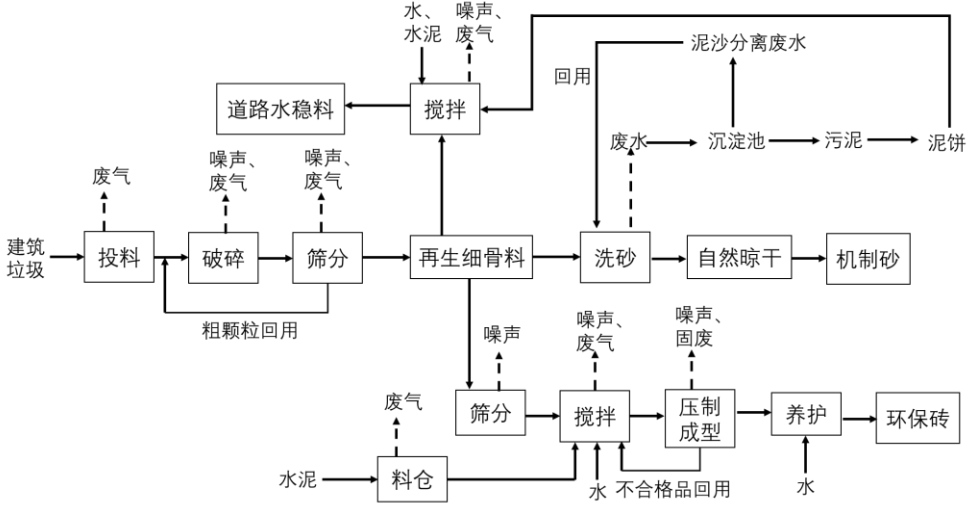 水、
水泥
噪声、
废气
泥沙分离废水
回用
道路水稳料
搅拌
废水
沉淀池
污泥
泥饼
废气
噪声、
废气
噪声、
废气
建筑
垃圾
投料
破碎
筛分
再生细骨料
洗砂
自然晾干
机制砂
粗颗粒回用
噪声
噪声、
废气
噪声、
固废
废气
筛分
搅拌
压制
成型
养护
环保砖
水泥
料仓
水
不合格品回用
水